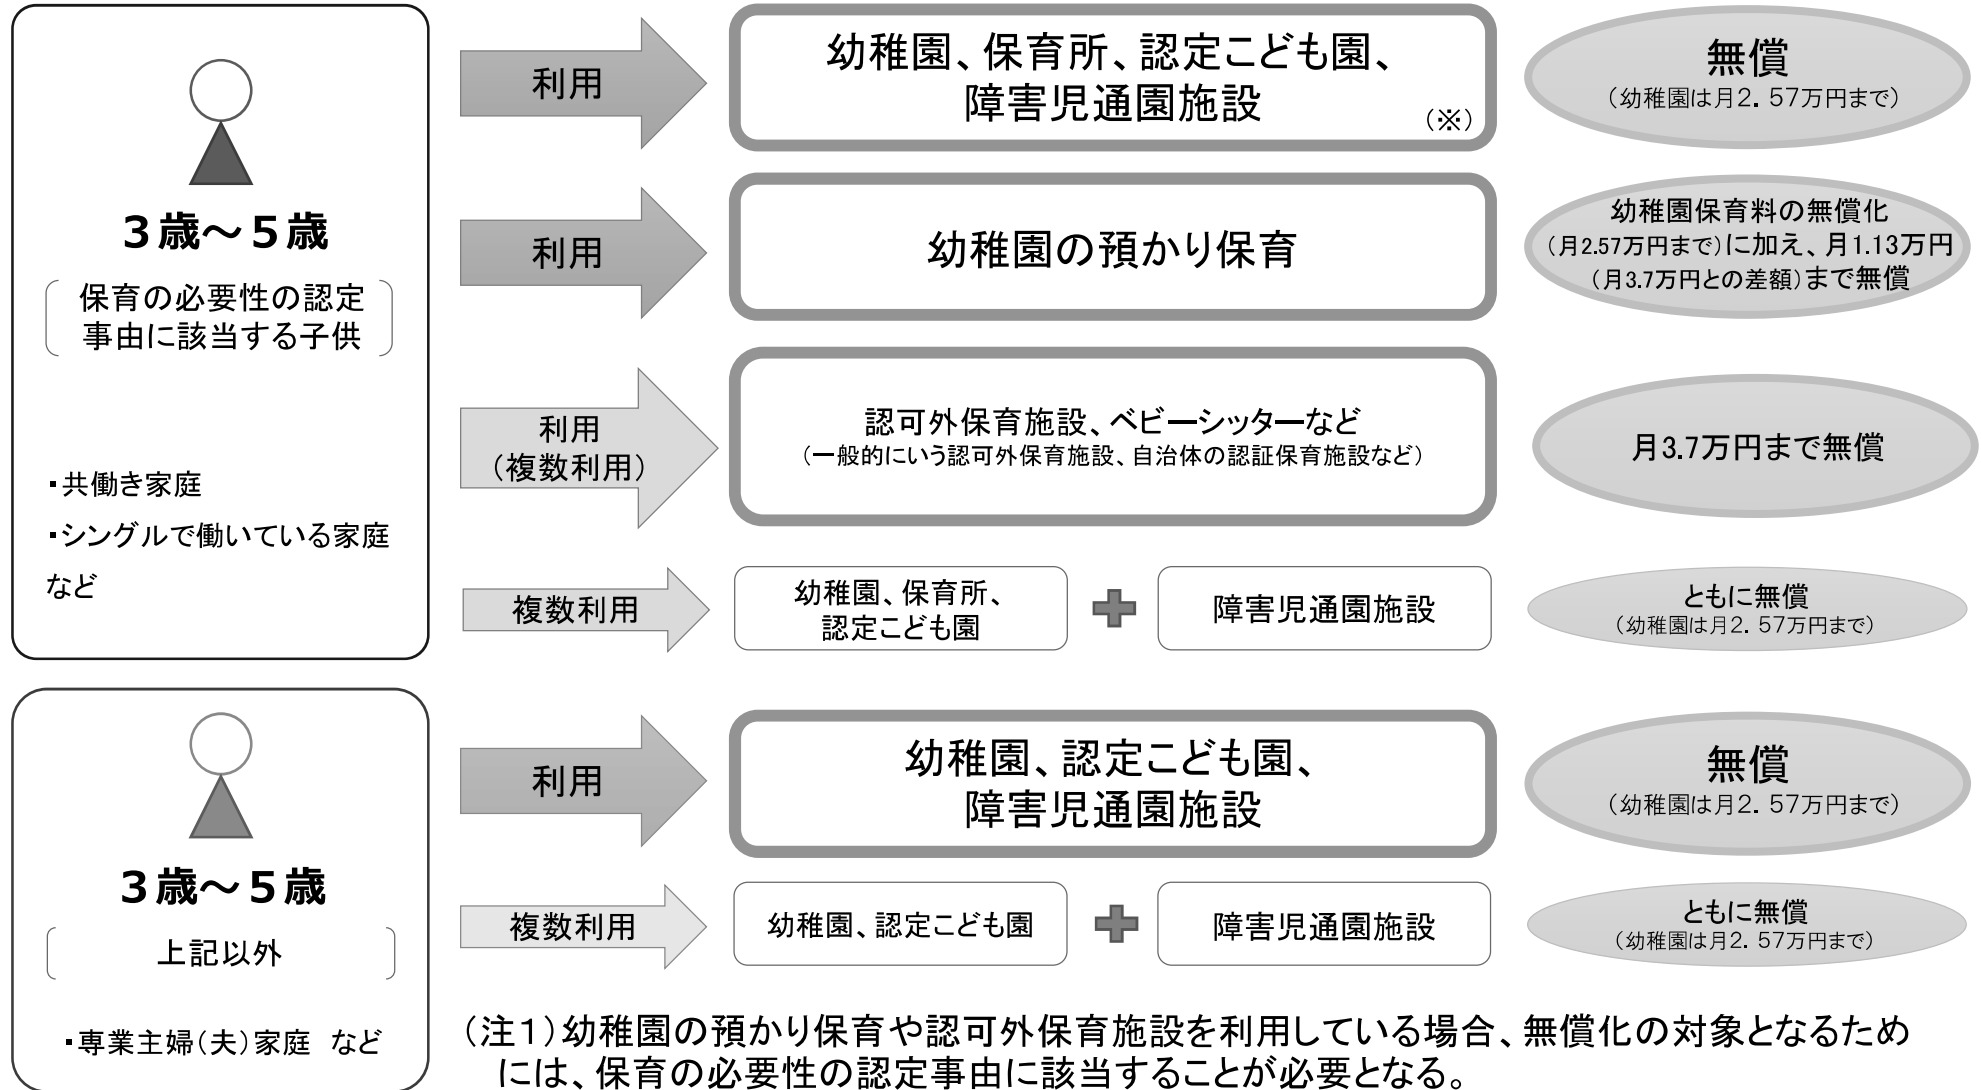 3歳～5歳
保育の必要性の認定
事由に該当する子供
・共働き家庭
・シングルで働いている家庭
など
利用
幼稚園、保育所、認定こども園、
障害児通園施設
（※）
無償
（幼稚園は月2．57万円まで）
利用
幼稚園の預かり保育
幼稚園保育料の無償化
（月2.57万円まで）に加え、月1.13万円
（月3.7万円との差額）まで無償
利用
（複数利用）
認可外保育施設、ベビーシッターなど
（一般的にいう認可外保育施設、自治体の認証保育施設など）
月3.7万円まで無償
複数利用
幼稚園、保育所、
認定こども園
障害児通園施設
ともに無償
（幼稚園は月2．57万円まで）
3歳～5歳
上記以外
・専業主婦（夫）家庭 など
利用
幼稚園、認定こども園、
障害児通園施設
無償
（幼稚園は月2．57万円まで）
複数利用
幼稚園、認定こども園
障害児通園施設
ともに無償
（幼稚園は月2．57万円まで）
（注1）幼稚園の預かり保育や認可外保育施設を利用している場合、無償化の対象となるため
には、保育の必要性の認定事由に該当することが必要となる。